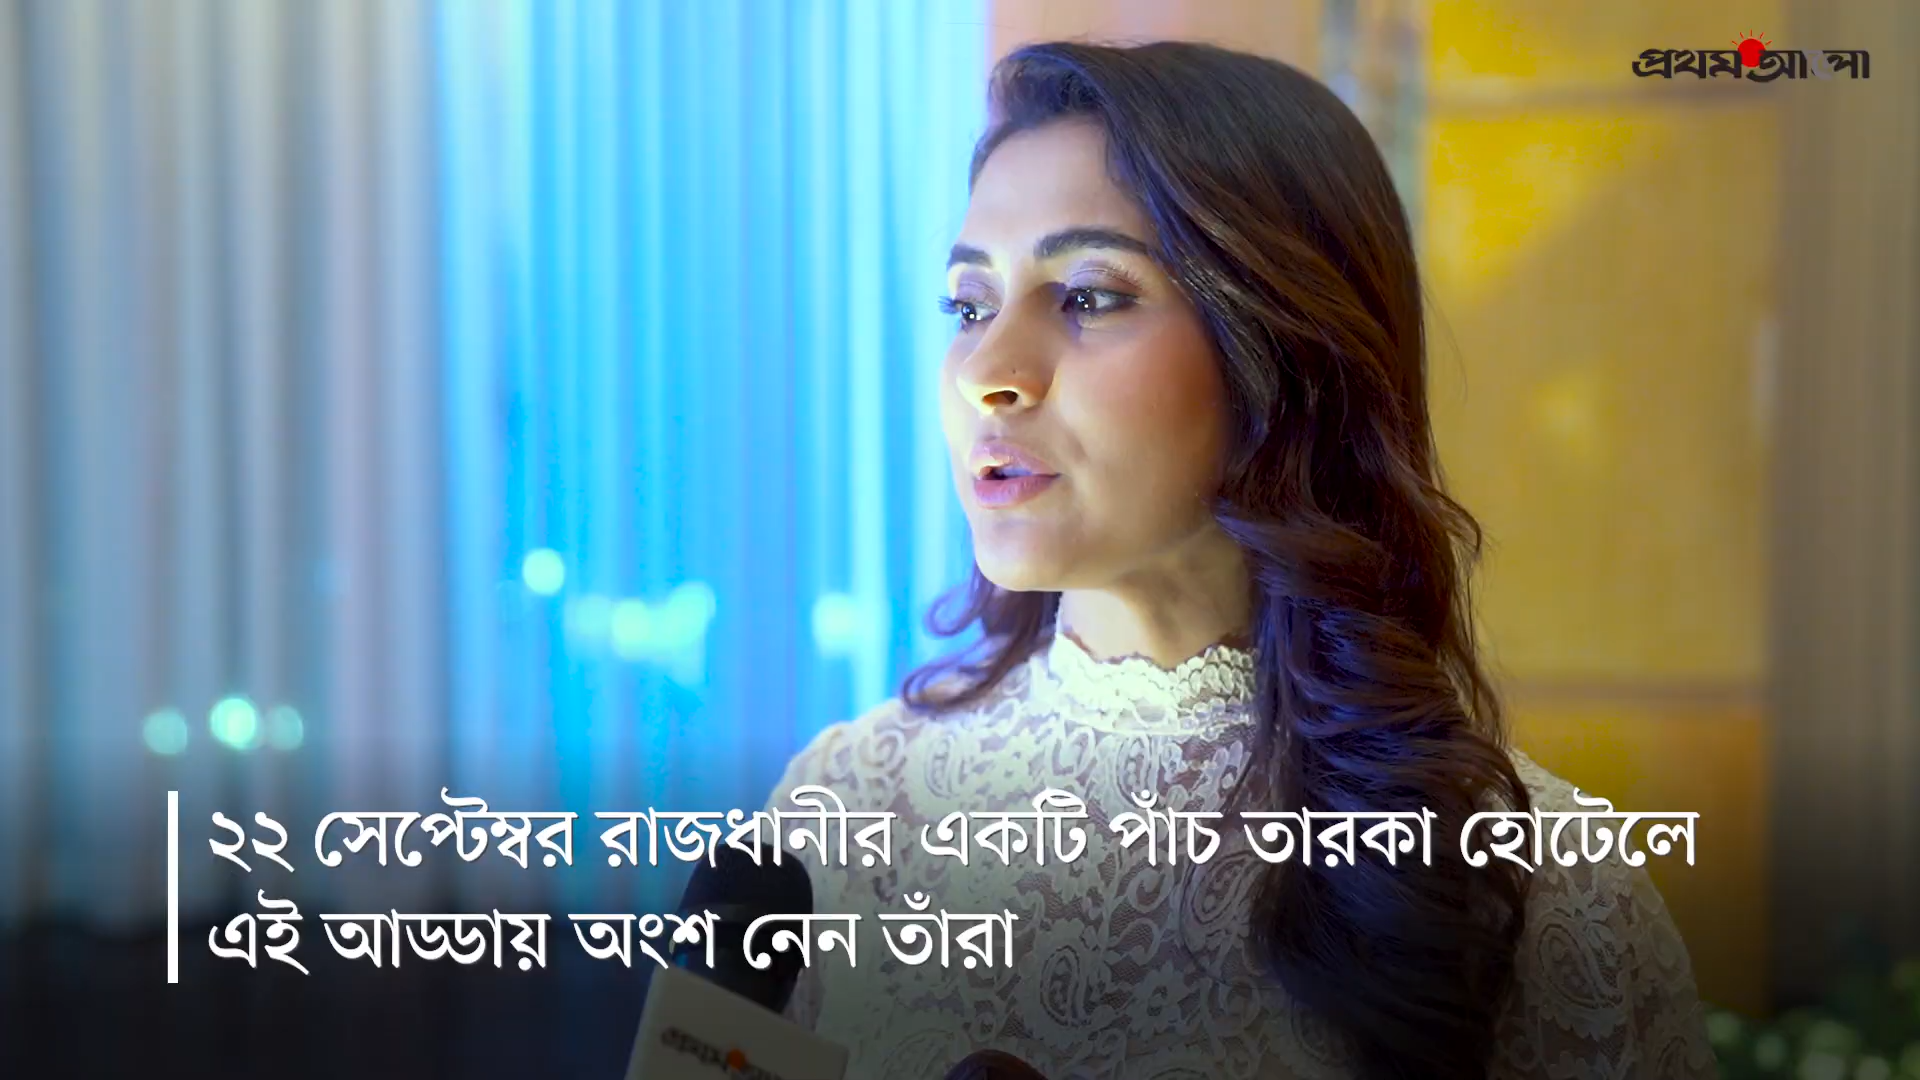 প্রথম আলো
২২ সেপ্টেম্বর রাজধানীর একটি পাঁচ তারকা হোটেলে
এই আড্ডায় অংশ নেন তাঁরা